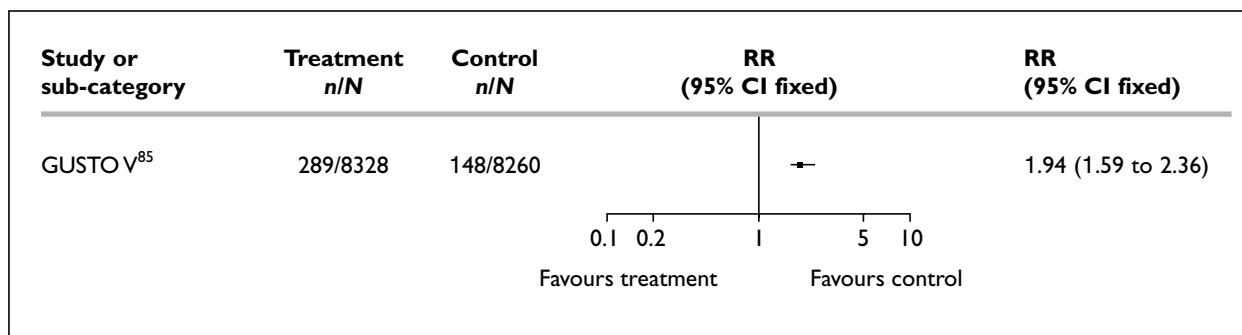 Study or Treatment Control RR RR
sub-category n/N n/N (95% CI fixed) (95% CI fixed)
GUSTO V85 289/8328 148/8260 1.94 (1.59 to 2.36)
0.1 0.2 1 5 10
Favours treatment Favours control